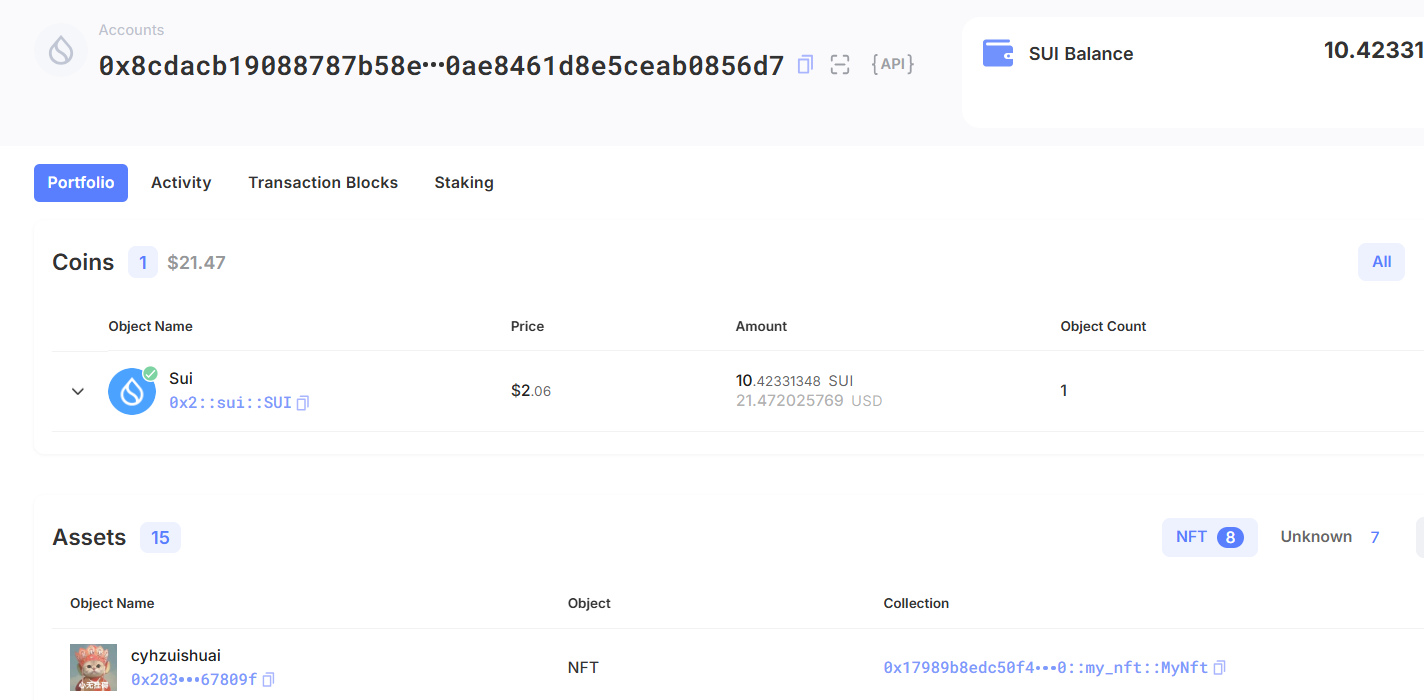 Accounts
0x8cdacb19088787b58e•••0ae8461d8e5ceab0856d7 {API}
SUI Balance 10.42331
Portfolio Activity Transaction Blocks Staking
Coins 1 $21.47 All
Object Name Price Amount Object Count
Sui $2.06 10.42331348 SUI 1
0x2::sui::SUI 21.472025769 USD
Assets 15 NFT 8 Unknown 7
Object Name Object Collection
cyhzuishuai NFT 0x17989b8edc50f4•••0::my_nft::MyNft
0x203•••67809f